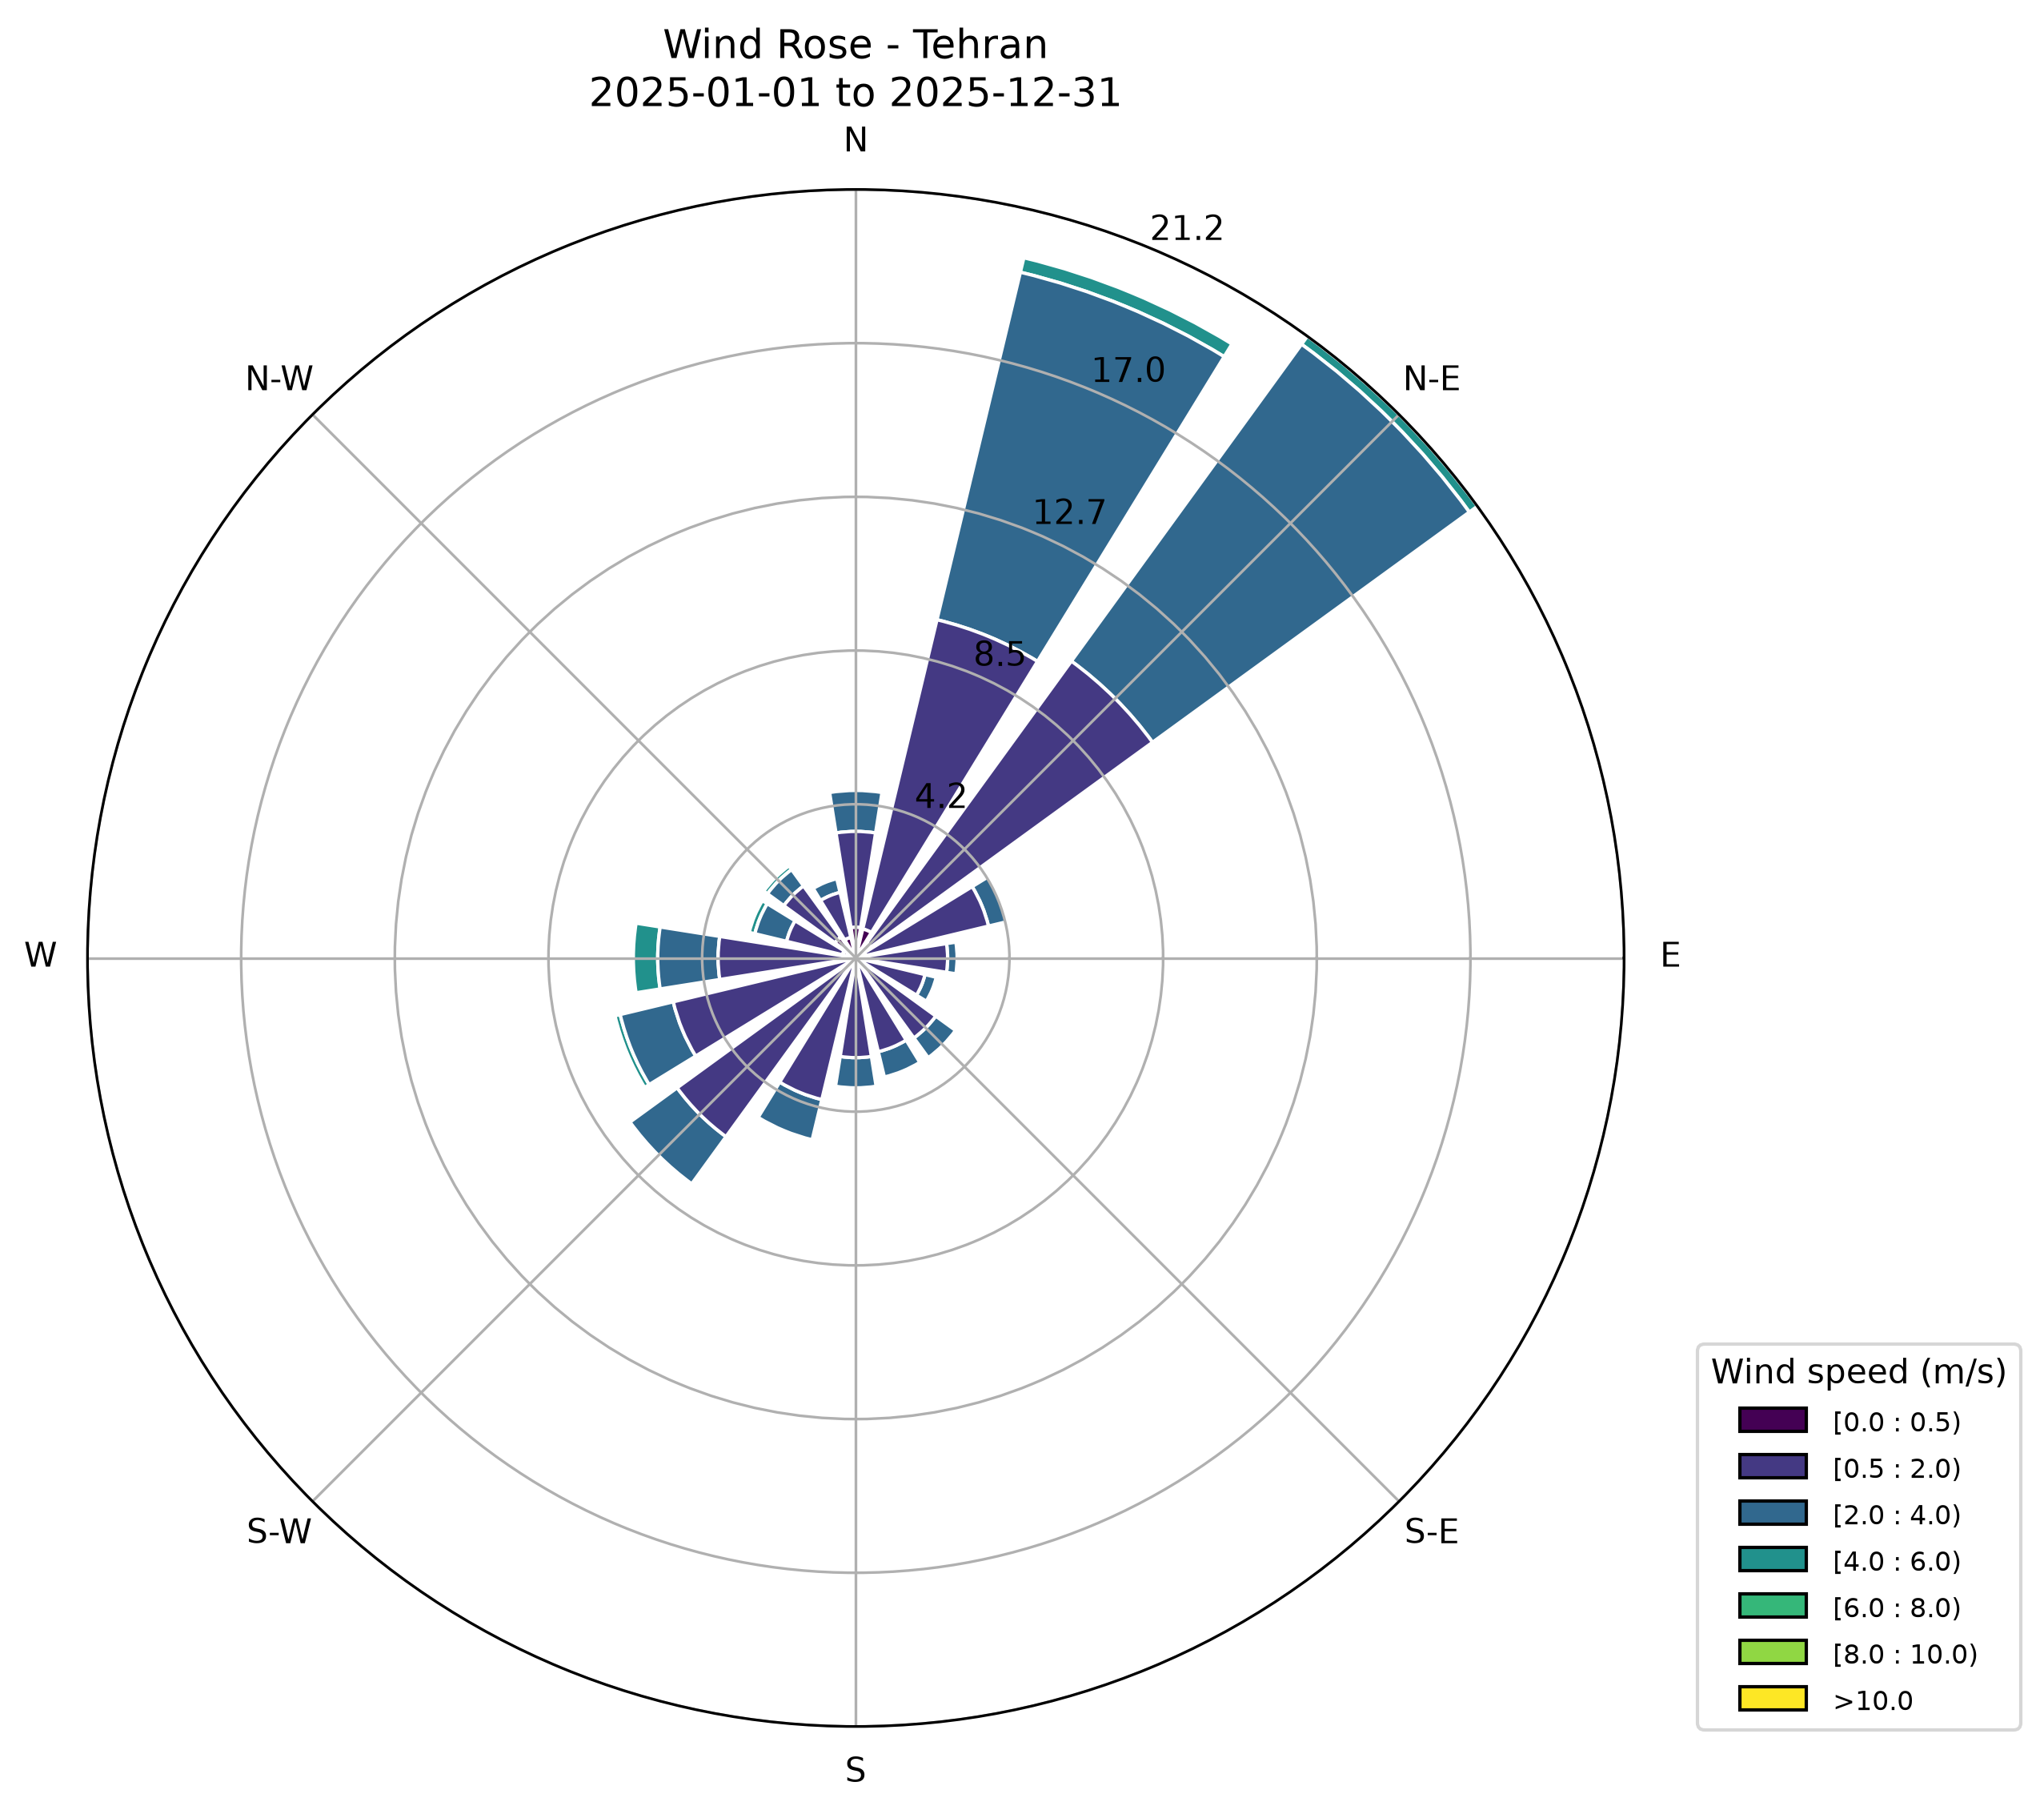 Wind Rose - Tehran
2025-01-01 to 2025-12-31
N
21.2
17.0
N-W
N-E
12.7
8.5
4.2
W
E
Wind speed (m/s)
[0.0 : 0.5)
[0.5 : 2.0)
[2.0 : 4.0)
[4.0 : 6.0)
[6.0 : 8.0)
[8.0 : 10.0)
>10.0
S-W
S-E
S